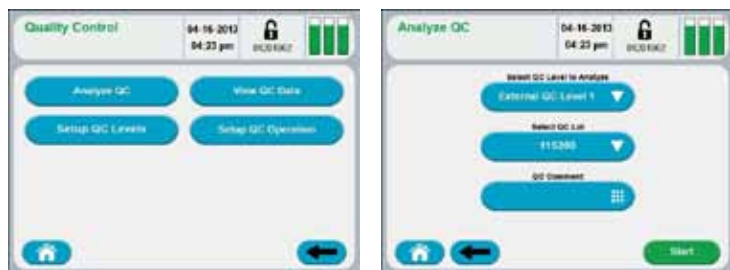 Quality Control
04-16-2013
04:23 pm
Analyze QC
View QC Data
Setup QC Levels
Setup QC Operation
Analyze QC
04-16-2013
04:23 pm
Select QC Level to Analyze
External QC Level 1
Select QC Lot
115200
QC Comment
Start